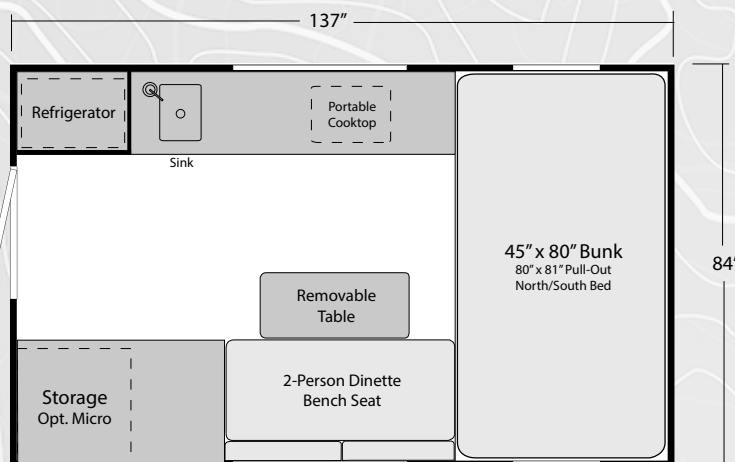 137”
Refrigerator
Portable
Cooktop
Sink
45” x 80” Bunk
80” x 81” Pull-Out
North/South Bed
84”
Removable
Table
2-Person Dinette
Bench Seat
Storage
Opt. Micro